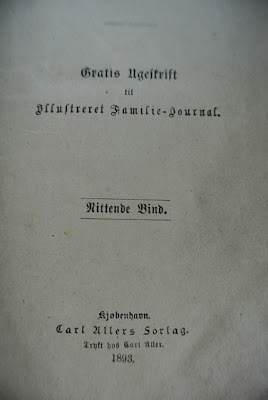 Gratis Ugeskrift
til
Illustreret Familie-Journal.
Nittende Bind.
Kjøbenhavn.
Carl Allers Forlag.
Trykt hos Carl Aller.
1893.